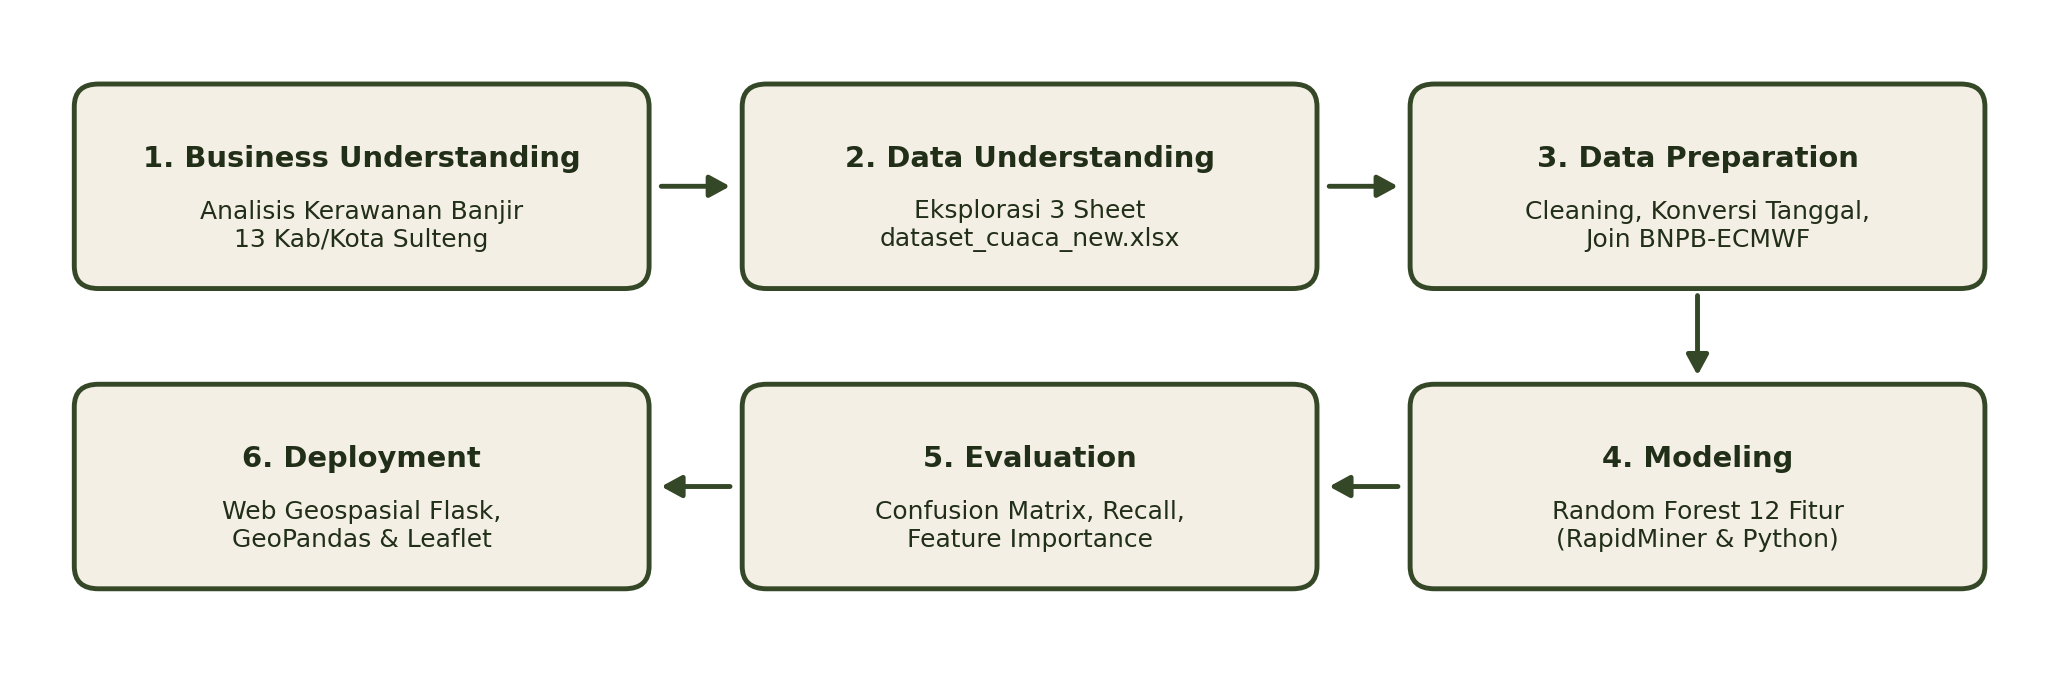 1. Business Understanding
Analisis Kerawanan Banjir
13 Kab/Kota Sulteng
2. Data Understanding
Eksplorasi 3 Sheet
dataset_cuaca_new.xlsx
3. Data Preparation
Cleaning, Konversi Tanggal,
Join BNPB-ECMWF
4. Modeling
Random Forest 12 Fitur
(RapidMiner & Python)
5. Evaluation
Confusion Matrix, Recall,
Feature Importance
6. Deployment
Web Geospasial Flask,
GeoPandas & Leaflet